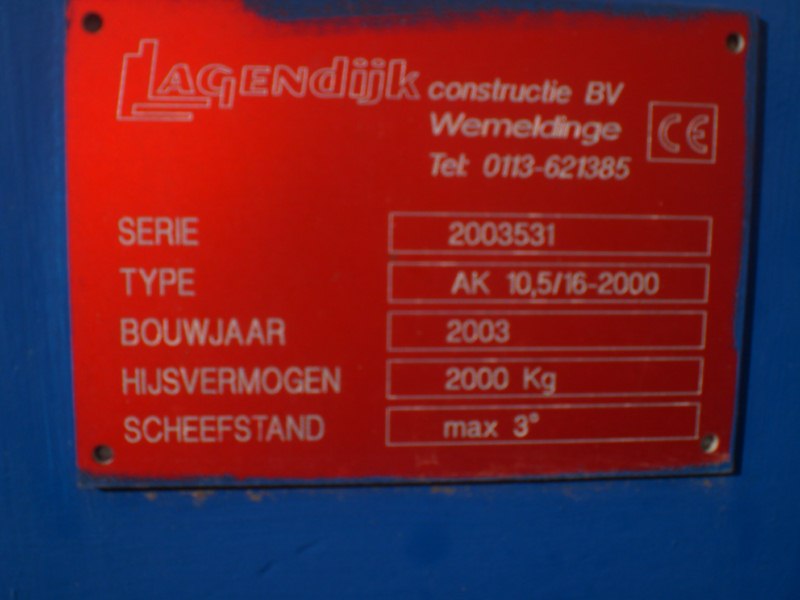 LAGENdijk constructie BV
Wemeldinge
Tel: 0113-621385
CE
SERIE 2003531
TYPE AK 10,5/16-2000
BOUWJAAR 2003
HIJSVERMOGEN 2000 Kg
SCHEEFSTAND max 3°